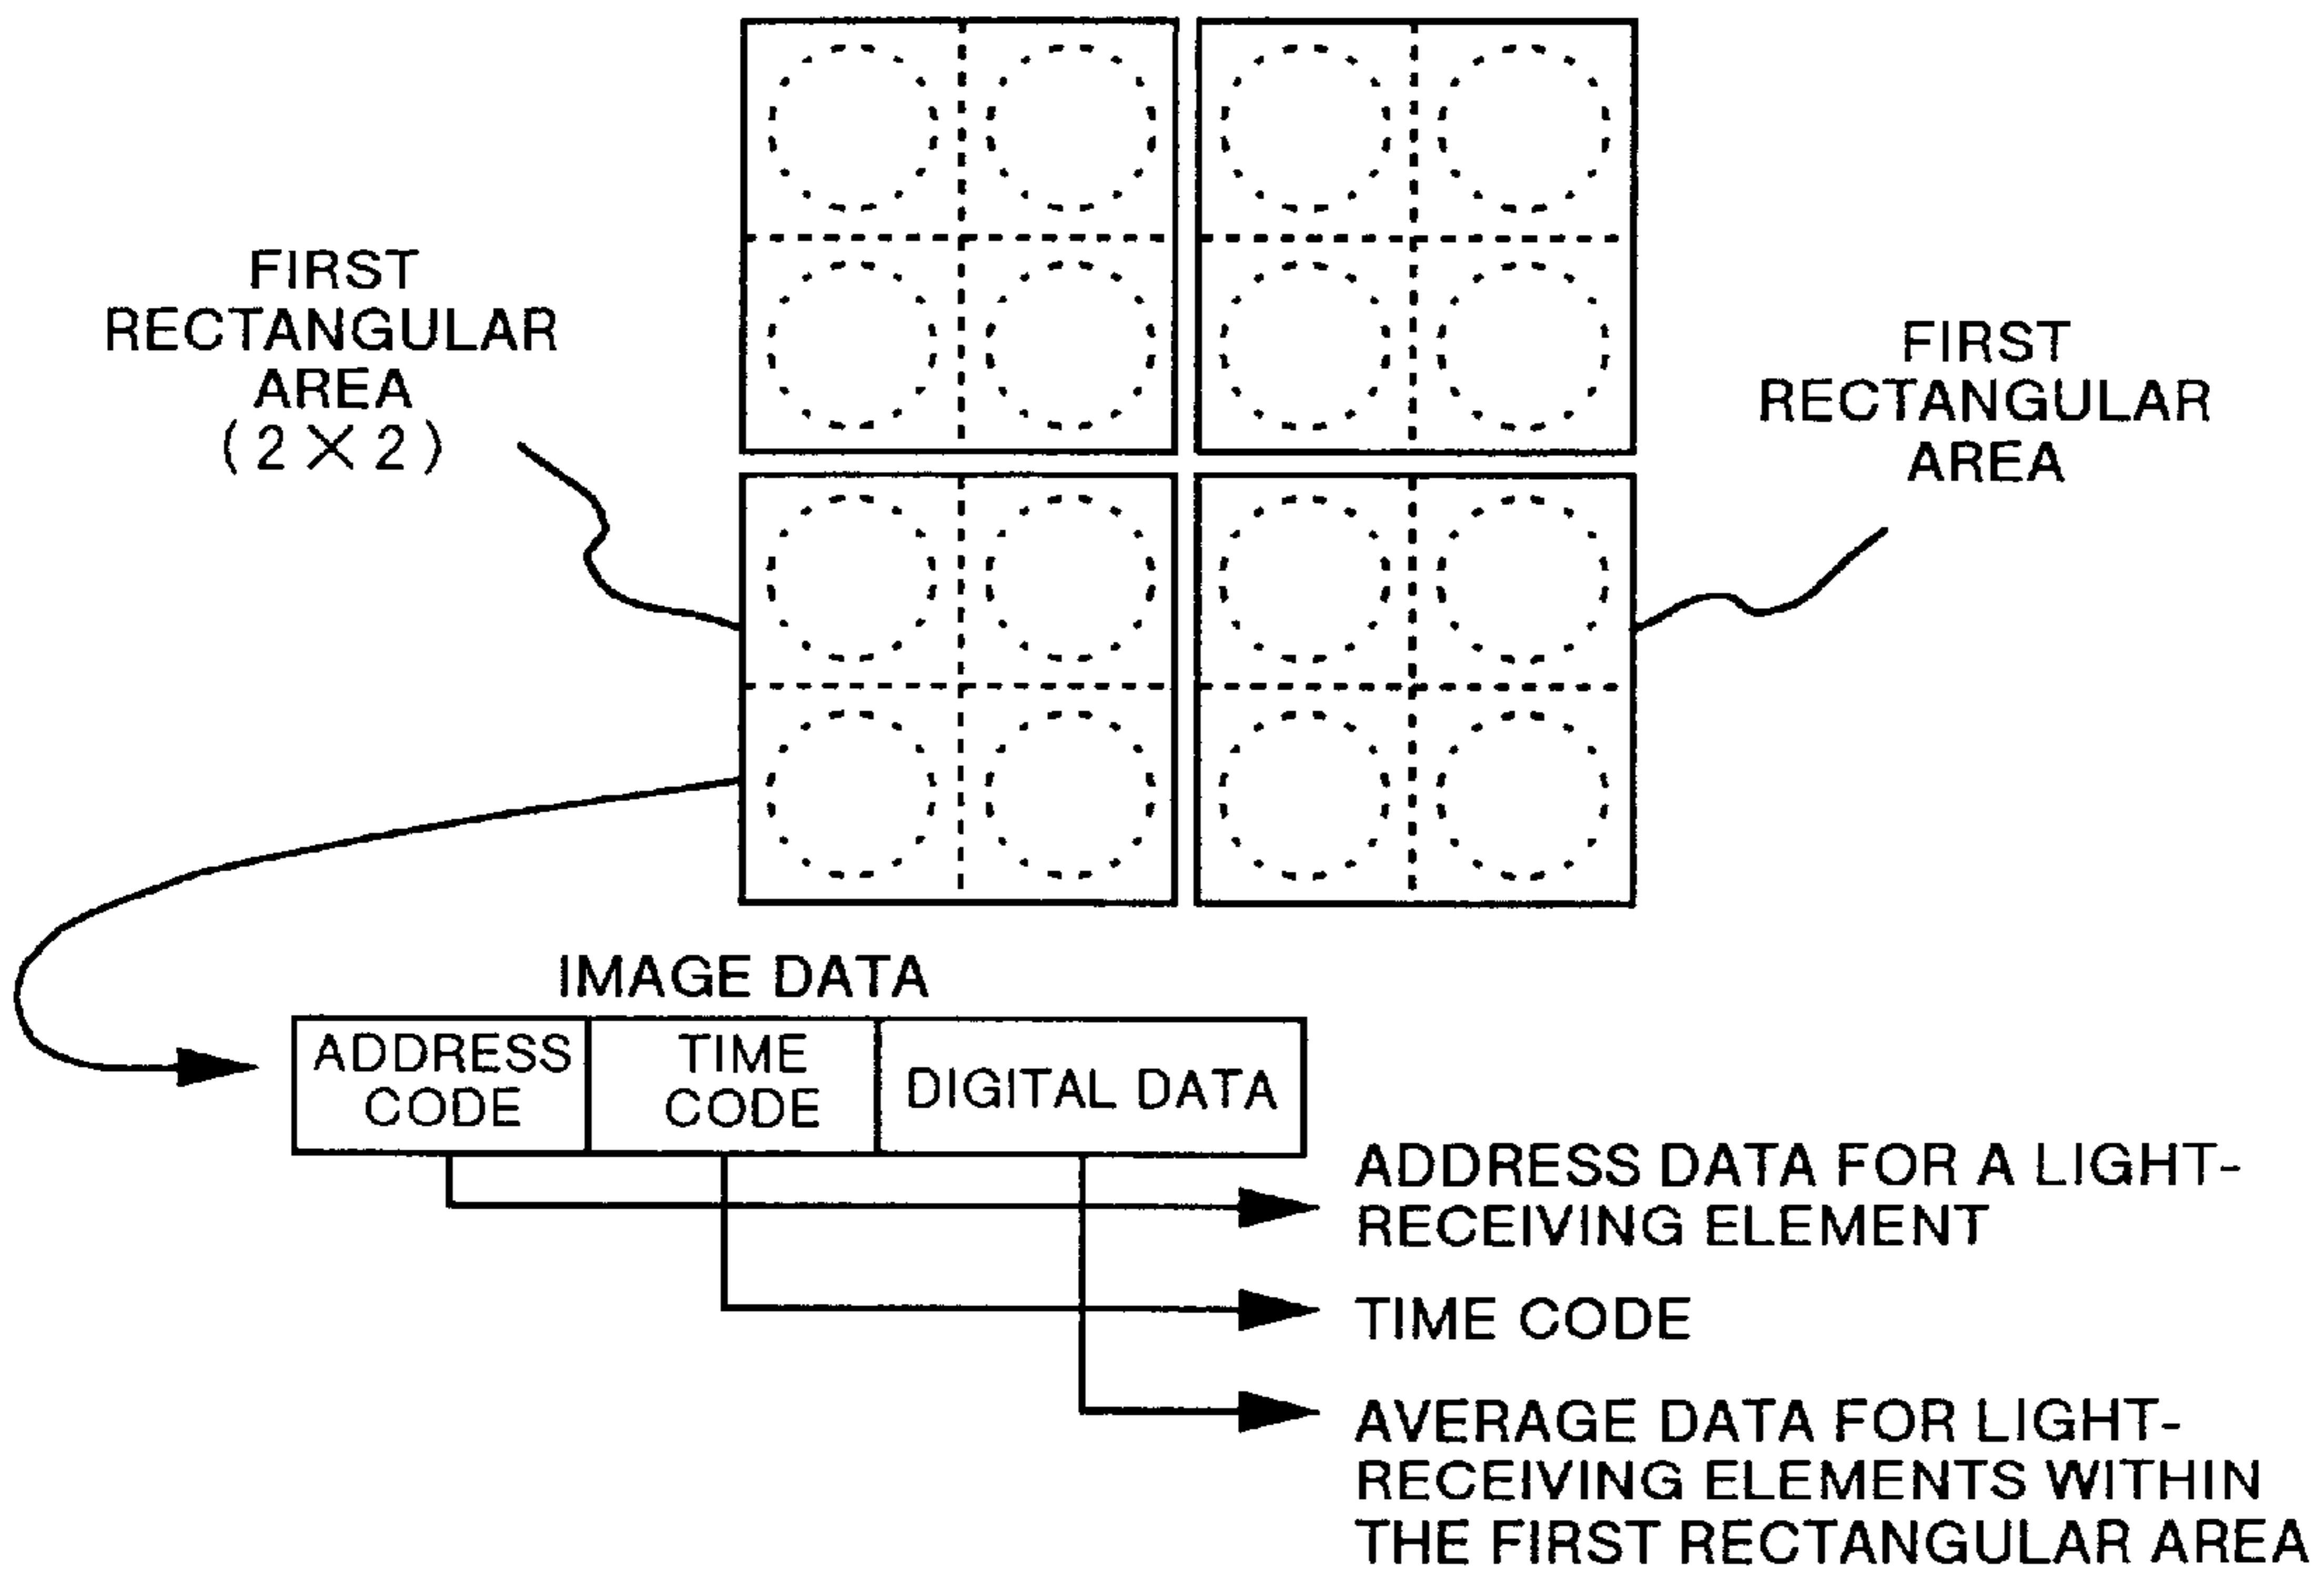 FIRST
RECTANGULAR
AREA
(2×2)
FIRST
RECTANGULAR
AREA
IMAGE DATA
ADDRESS
CODE
TIME
CODE
DIGITAL DATA
ADDRESS DATA FOR A LIGHT-
RECEIVING ELEMENT
TIME CODE
AVERAGE DATA FOR LIGHT-
RECEIVING ELEMENTS WITHIN
THE FIRST RECTANGULAR AREA